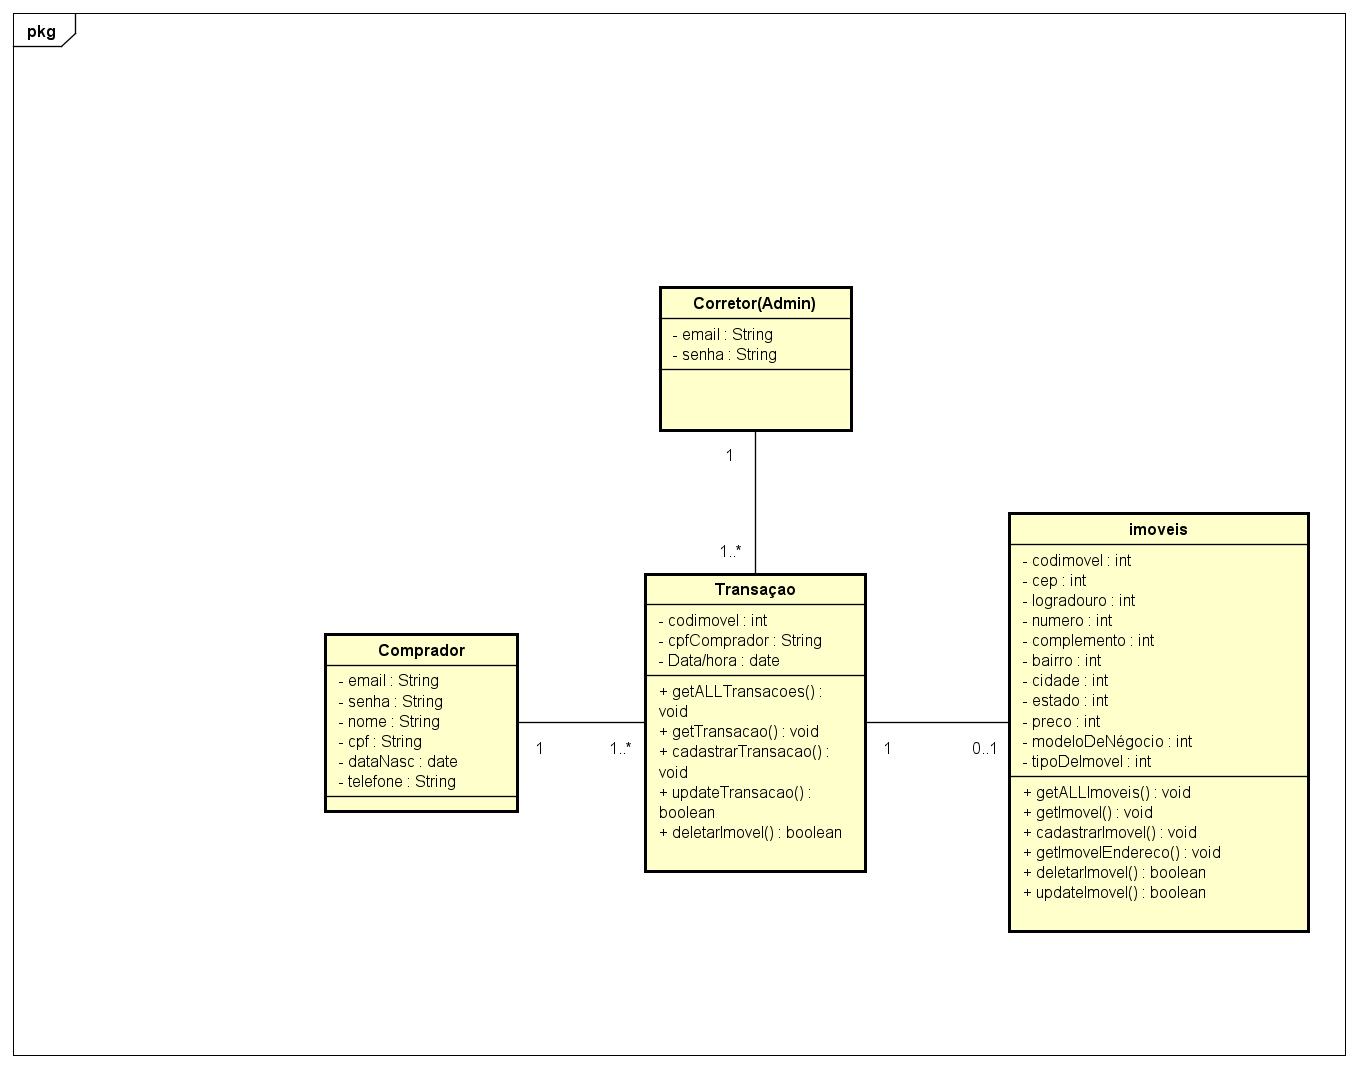 pkg
Corretor(Admin)
- email : String
- senha : String
1
1..*
Transaçao
- codimovel : int
- cpfComprador : String
- Data/hora : date
+ getALLTransacoes() :
void
+ getTransacao() : void
+ cadastrarTransacao() :
void
+ updateTransacao() :
boolean
+ deletarImovel() : boolean
Comprador
- email : String
- senha : String
- nome : String
- cpf : String
- dataNasc : date
- telefone : String
1
1..*
1
0..1
imoveis
- codimovel : int
- cep : int
- logradouro : int
- numero : int
- complemento : int
- bairro : int
- cidade : int
- estado : int
- preco : int
- modeloDeNégocio : int
- tipoDeImovel : int
+ getALLImoveis() : void
+ getImovel() : void
+ cadastrarImovel() : void
+ getImovelEndereco() : void
+ deletarImovel() : boolean
+ updateImovel() : boolean